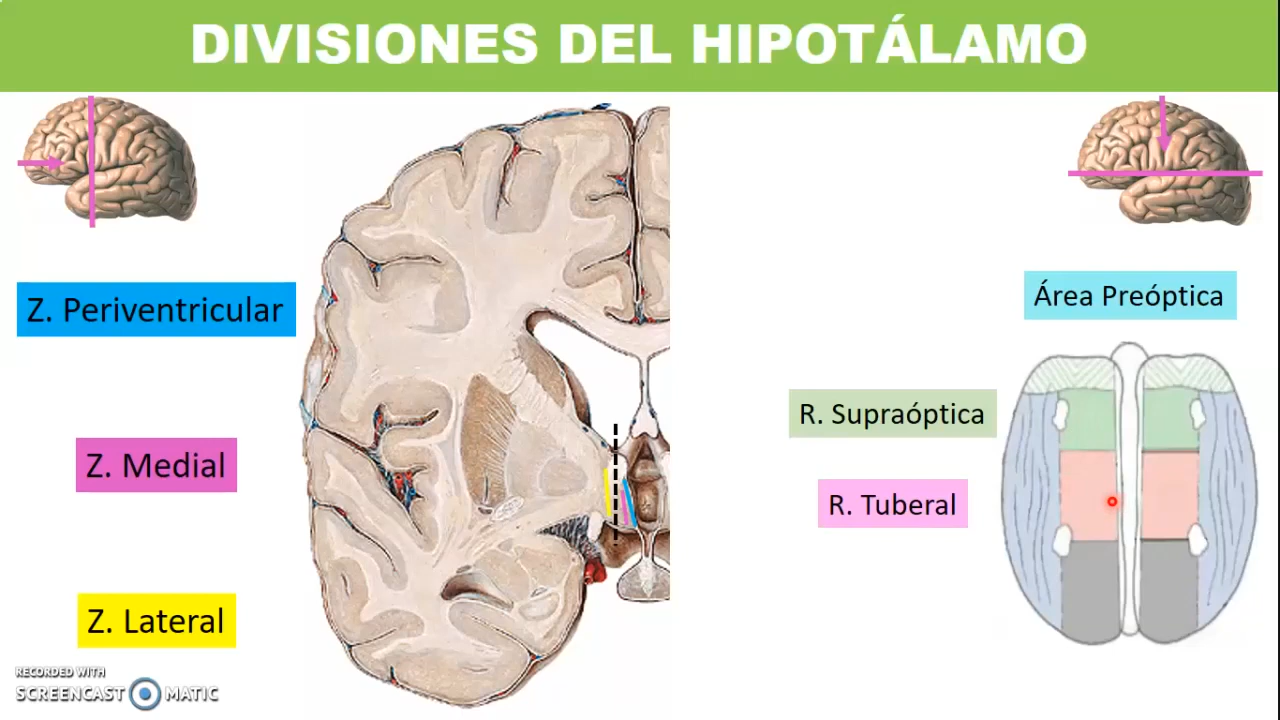 DIVISIONES DEL HIPOTÁLAMO
Z. Periventricular
Z. Medial
Z. Lateral
Área Preóptica
R. Supraóptica
R. Tuberal
RECORDED WITH
SCREENCAST MATIC